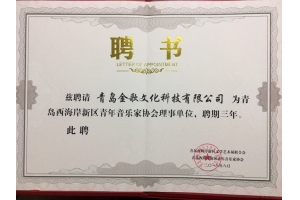 聘书
LETTER OF APPOINTMENT
兹聘请 青岛金歌文化科技有限公司 为青
岛西海岸新区青年音乐家协会理事单位，聘期三年。
此聘